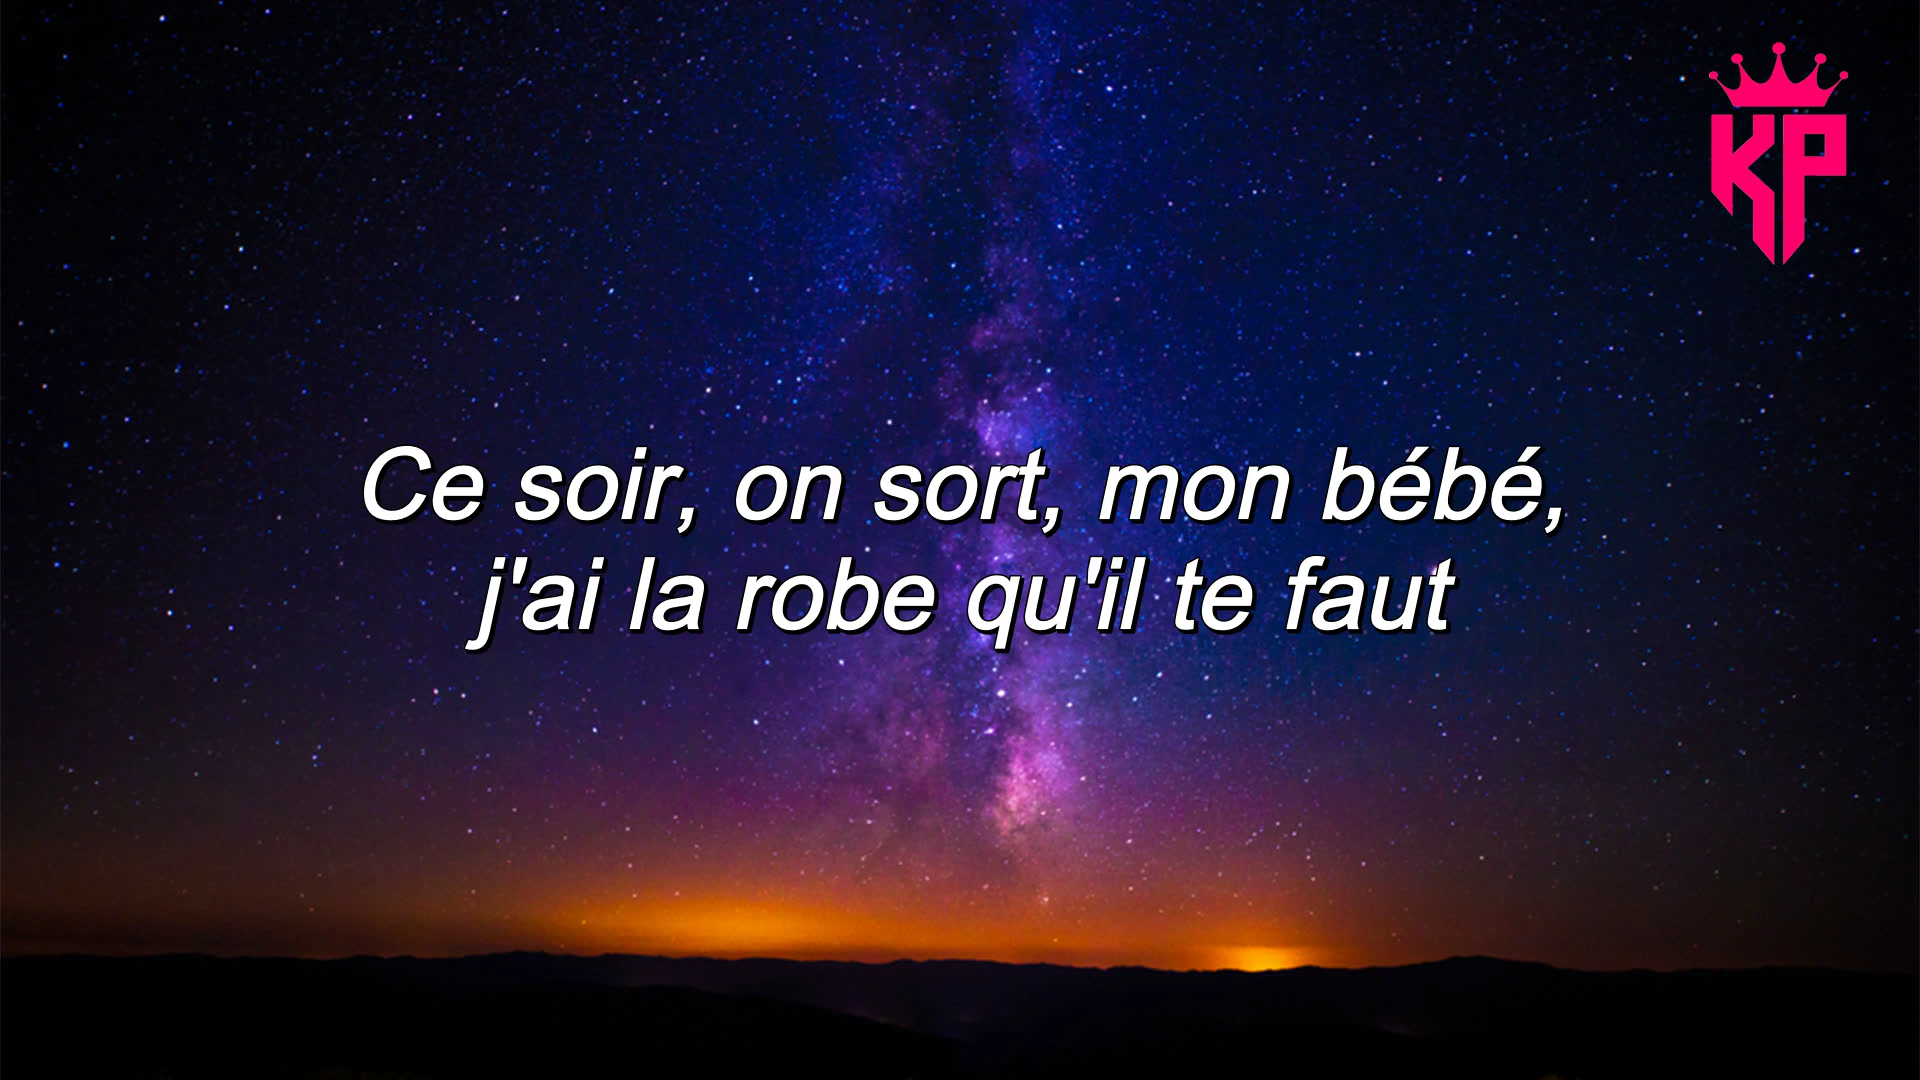 KP
Ce soir, on sort, mon bébé,
j'ai la robe qu'il te faut